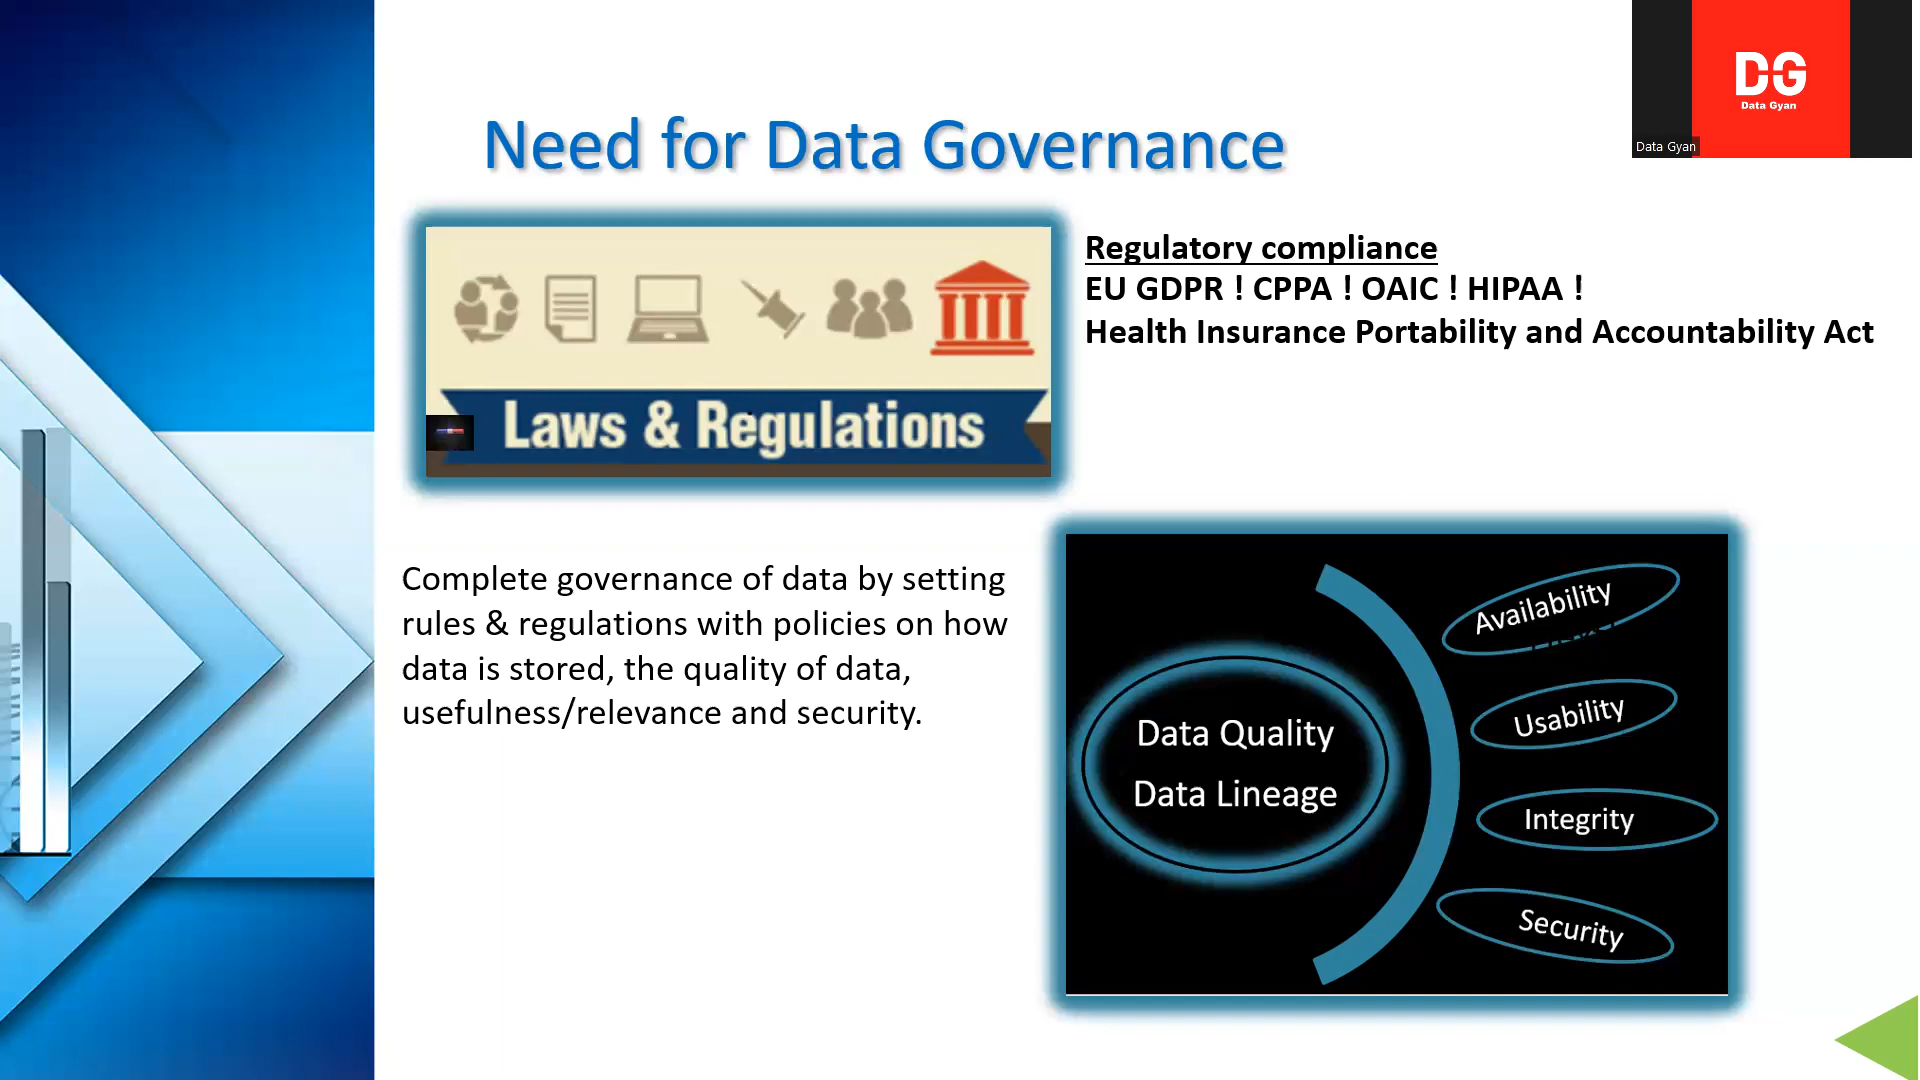 DG
Data Gyan
Data Gyan
Need for Data Governance
Regulatory compliance
EU GDPR ! CPPA ! OAIC ! HIPAA !
Health Insurance Portability and Accountability Act
Laws & Regulations
Complete governance of data by setting
rules & regulations with policies on how
data is stored, the quality of data,
usefulness/relevance and security.
Data Quality
Data Lineage
Availability
Usability
Integrity
Security